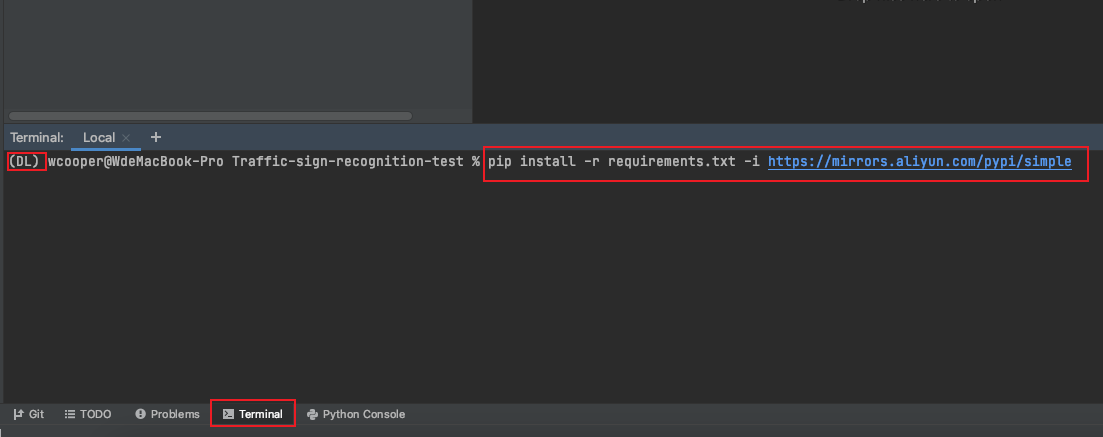 Terminal: Local × +
(DL) wcooper@WdeMacBook-Pro Traffic-sign-recognition-test % pip install -r requirements.txt -i https://mirrors.aliyun.com/pypi/simple
Git TODO Problems Terminal Python Console